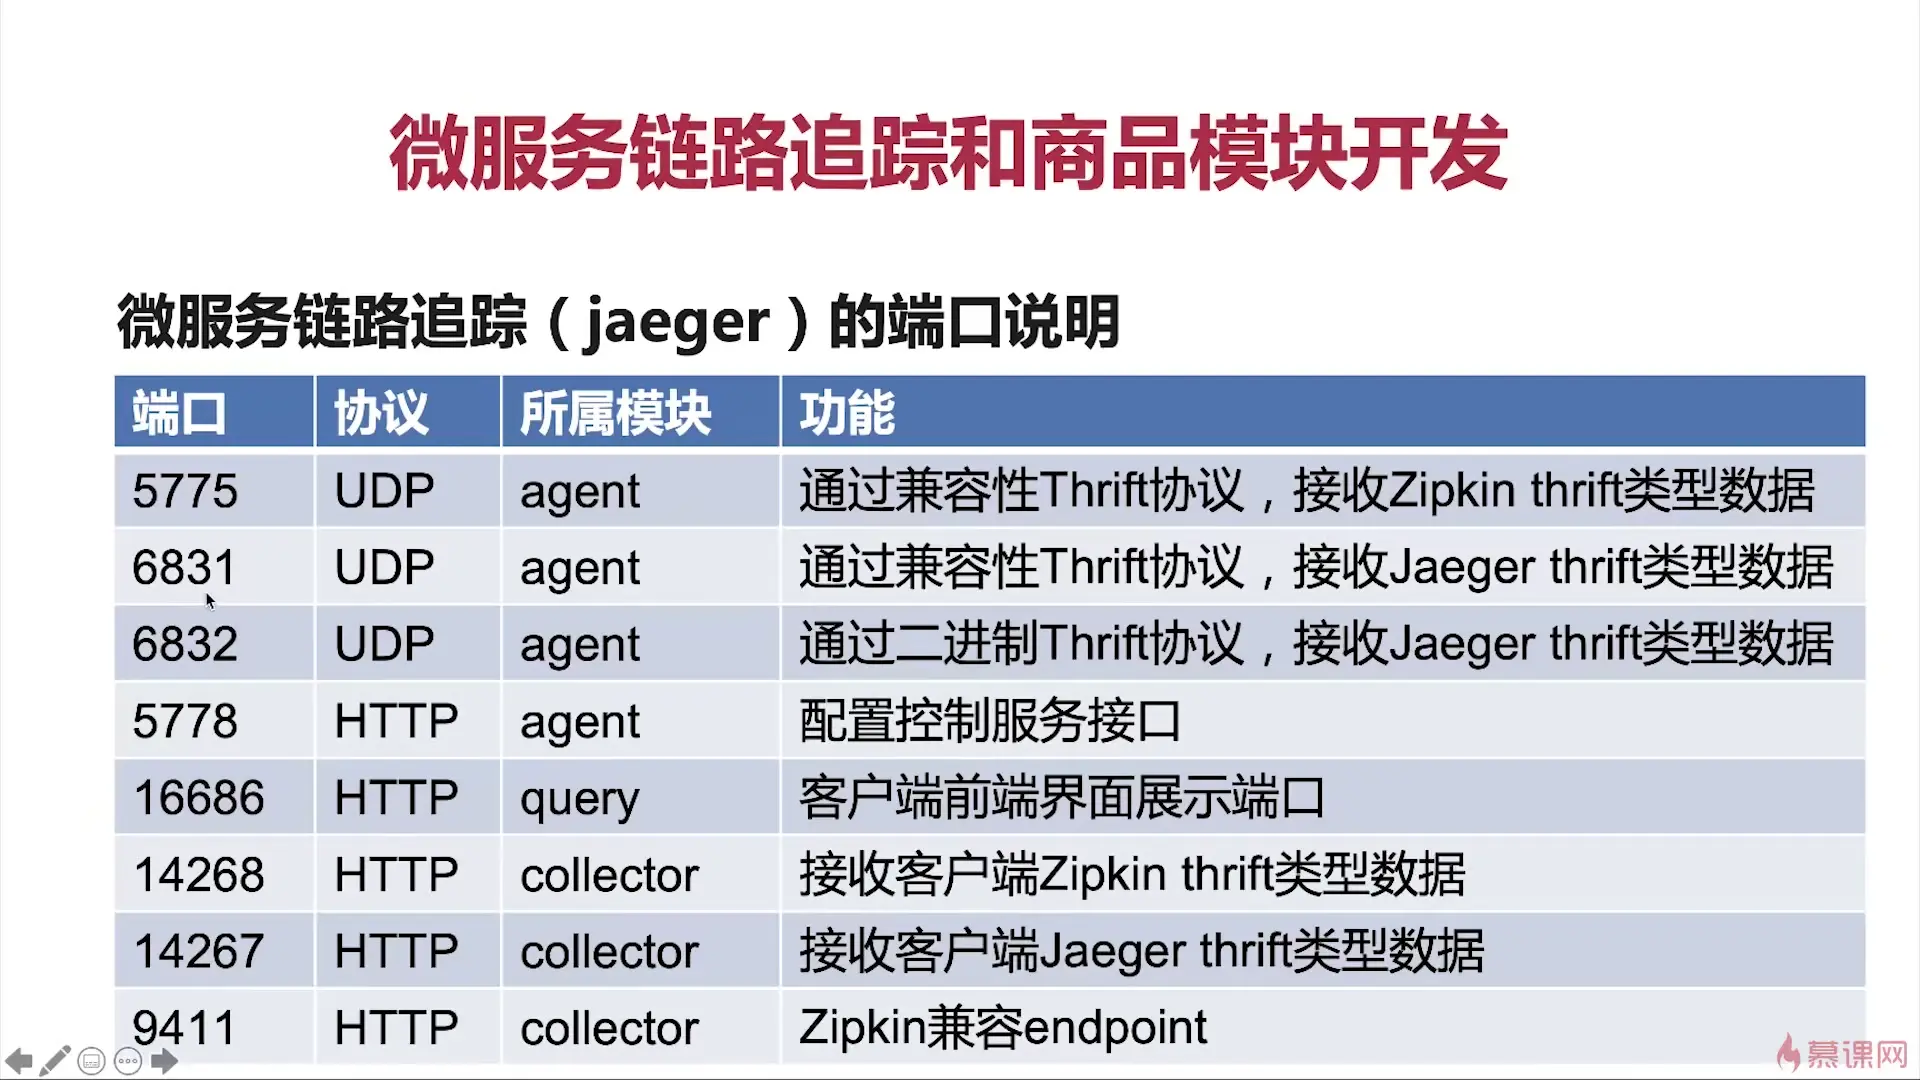 微服务链路追踪和商品模块开发
微服务链路追踪（jaeger）的端口说明
端口 协议 所属模块 功能
5775 UDP agent 通过兼容性Thrift协议，接收Zipkin thrift类型数据
6831 UDP agent 通过兼容性Thrift协议，接收Jaeger thrift类型数据
6832 UDP agent 通过二进制Thrift协议，接收Jaeger thrift类型数据
5778 HTTP agent 配置控制服务接口
16686 HTTP query 客户端前端界面展示端口
14268 HTTP collector 接收客户端Zipkin thrift类型数据
14267 HTTP collector 接收客户端Jaeger thrift类型数据
9411 HTTP collector Zipkin兼容endpoint
慕课网